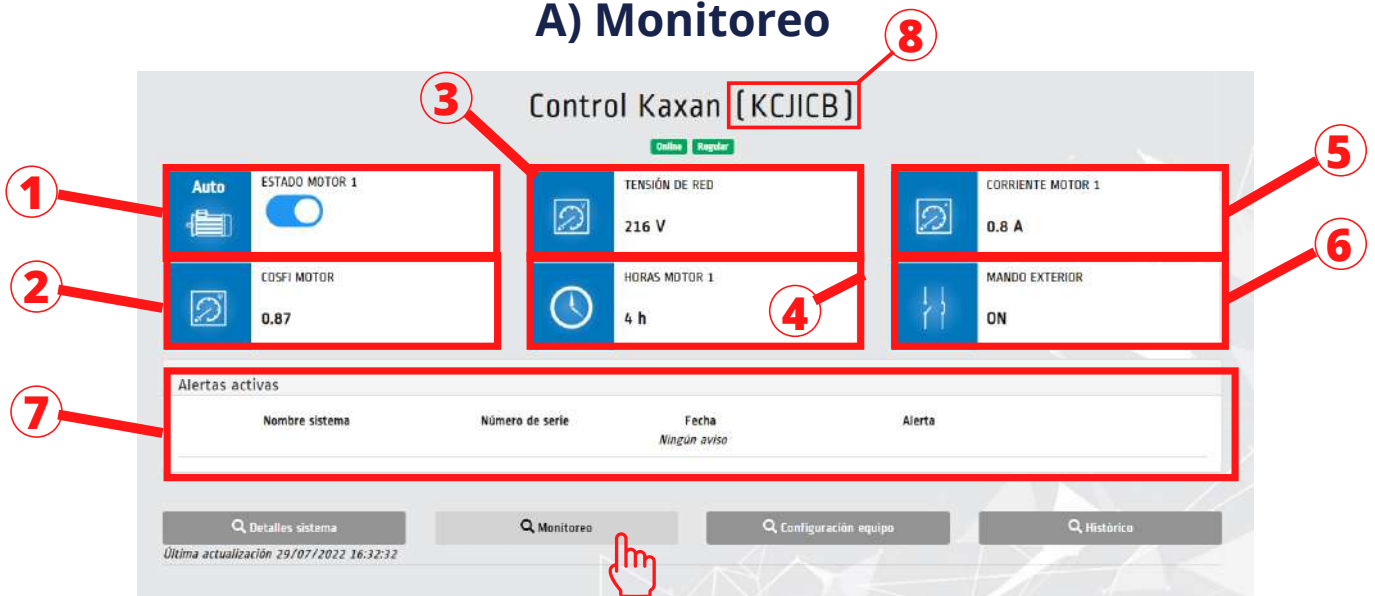 A) Monitoreo
8
3
Control Kaxan [KCJICB]
Online Regular
5
1
Auto
ESTADO MOTOR 1
TENSIÓN DE RED
216 V
CORRIENTE MOTOR 1
0.8 A
6
2
COSFI MOTOR
0.87
HORAS MOTOR 1
4 h
4
MANDO EXTERIOR
ON
7
Alertas activas
Nombre sistema Número de serie Fecha Alerta
Ningún aviso
Detalles sistema Monitoreo Configuración equipo Histórico
Última actualización 29/07/2022 16:32:32